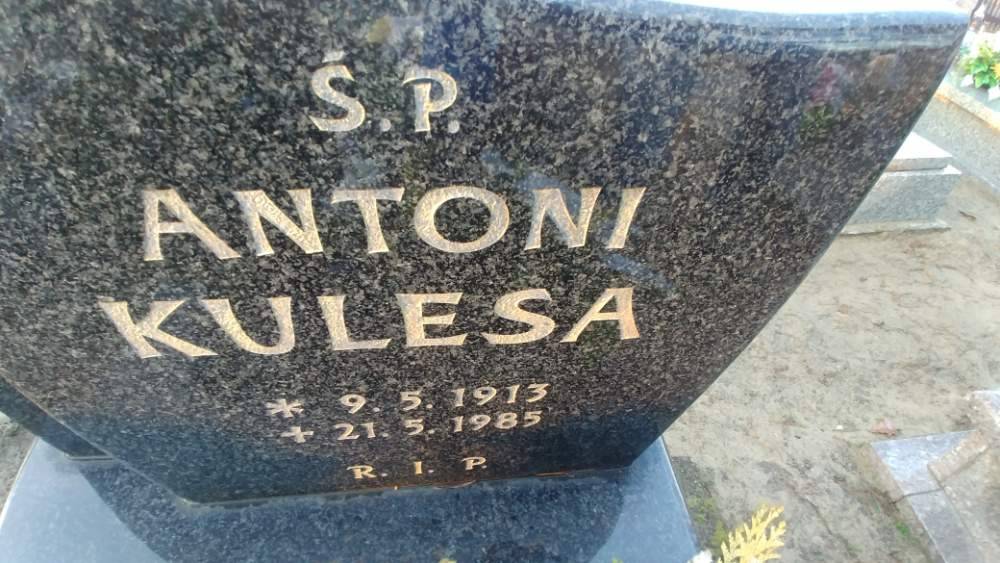 Ś.P.
ANTONI
KULESA
* 9. 5. 1913
+ 21. 5. 1985
R. I. P.